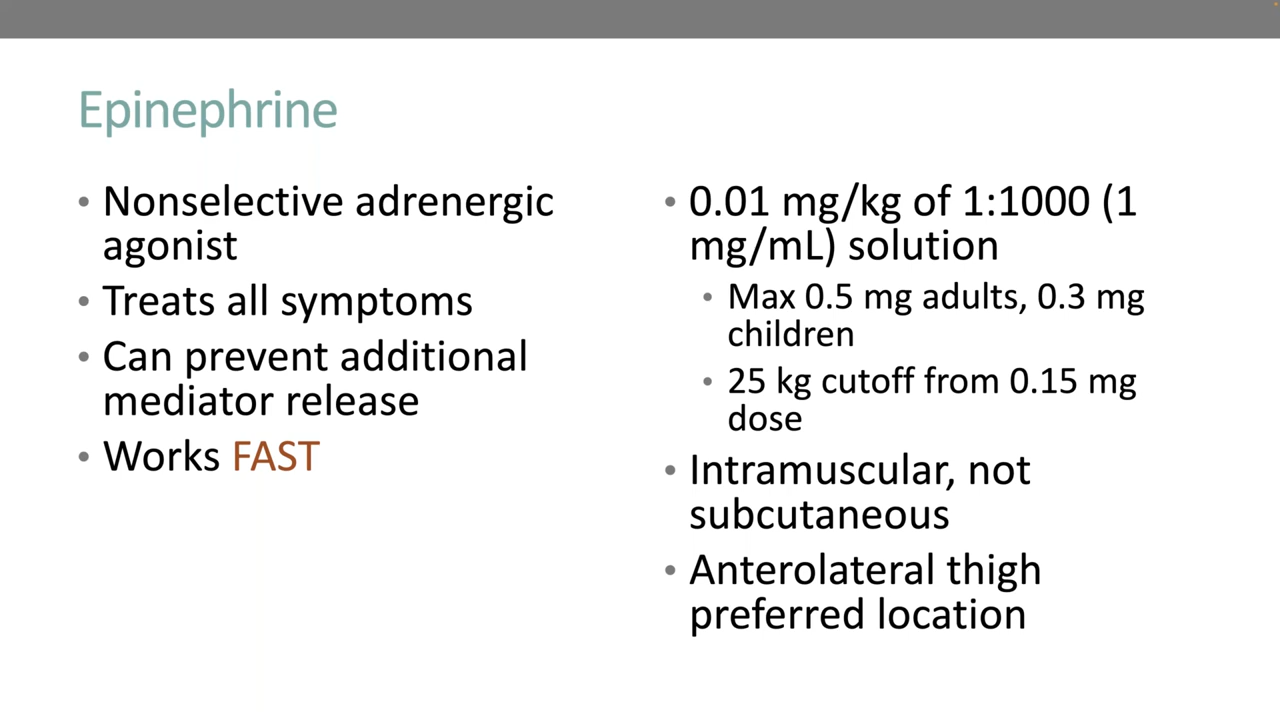 Epinephrine
• Nonselective adrenergic
agonist
• Treats all symptoms
• Can prevent additional
mediator release
• Works FAST
• 0.01 mg/kg of 1:1000 (1
mg/mL) solution
• Max 0.5 mg adults, 0.3 mg
children
• 25 kg cutoff from 0.15 mg
dose
• Intramuscular, not
subcutaneous
• Anterolateral thigh
preferred location